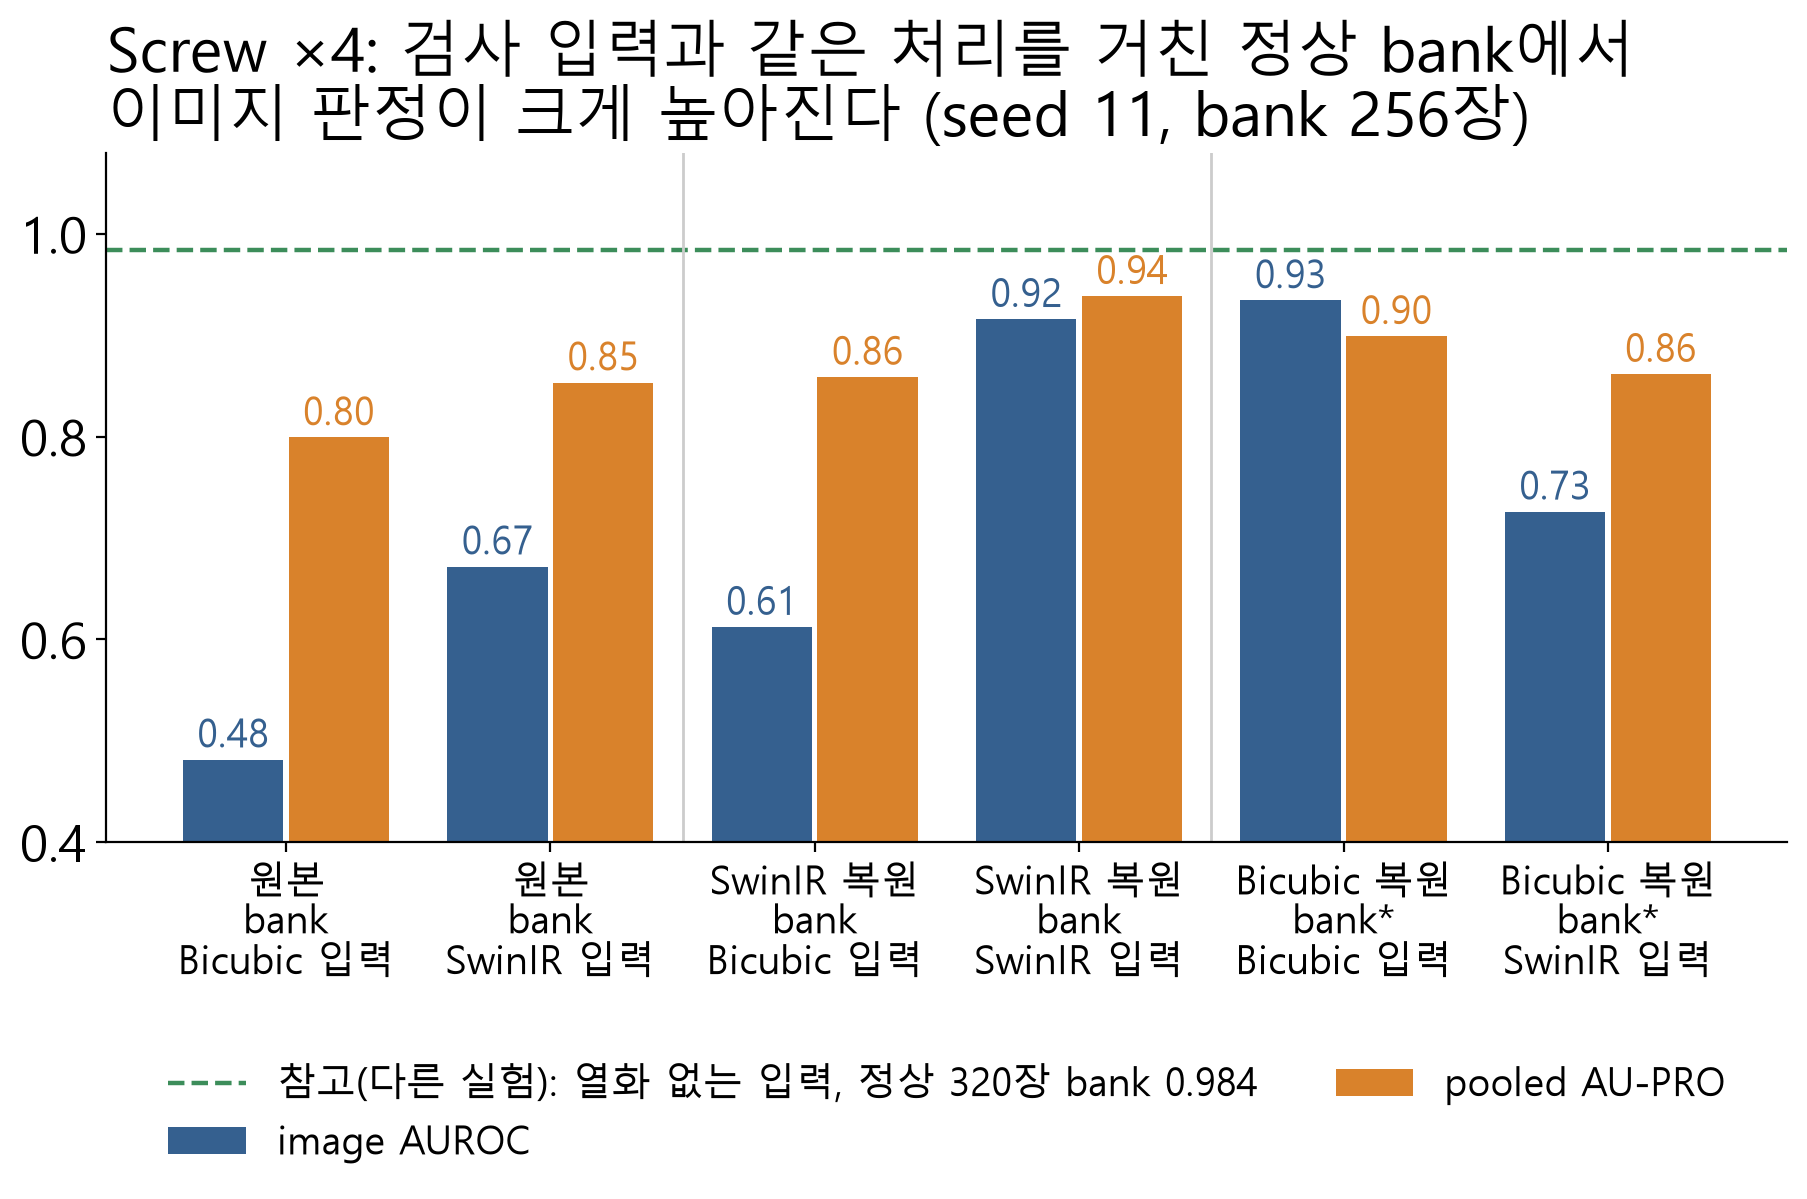 Screw ×4: 검사 입력과 같은 처리를 거친 정상 bank에서
이미지 판정이 크게 높아진다 (seed 11, bank 256장)
1.0
0.8
0.6
0.4
0.48
0.80
0.67
0.85
0.61
0.86
0.92
0.94
0.93
0.90
0.73
0.86
원본
bank
Bicubic 입력
원본
bank
SwinIR 입력
SwinIR 복원
bank
Bicubic 입력
SwinIR 복원
bank
SwinIR 입력
Bicubic 복원
bank*
Bicubic 입력
Bicubic 복원
bank*
SwinIR 입력
참고(다른 실험): 열화 없는 입력, 정상 320장 bank 0.984
pooled AU-PRO
image AUROC